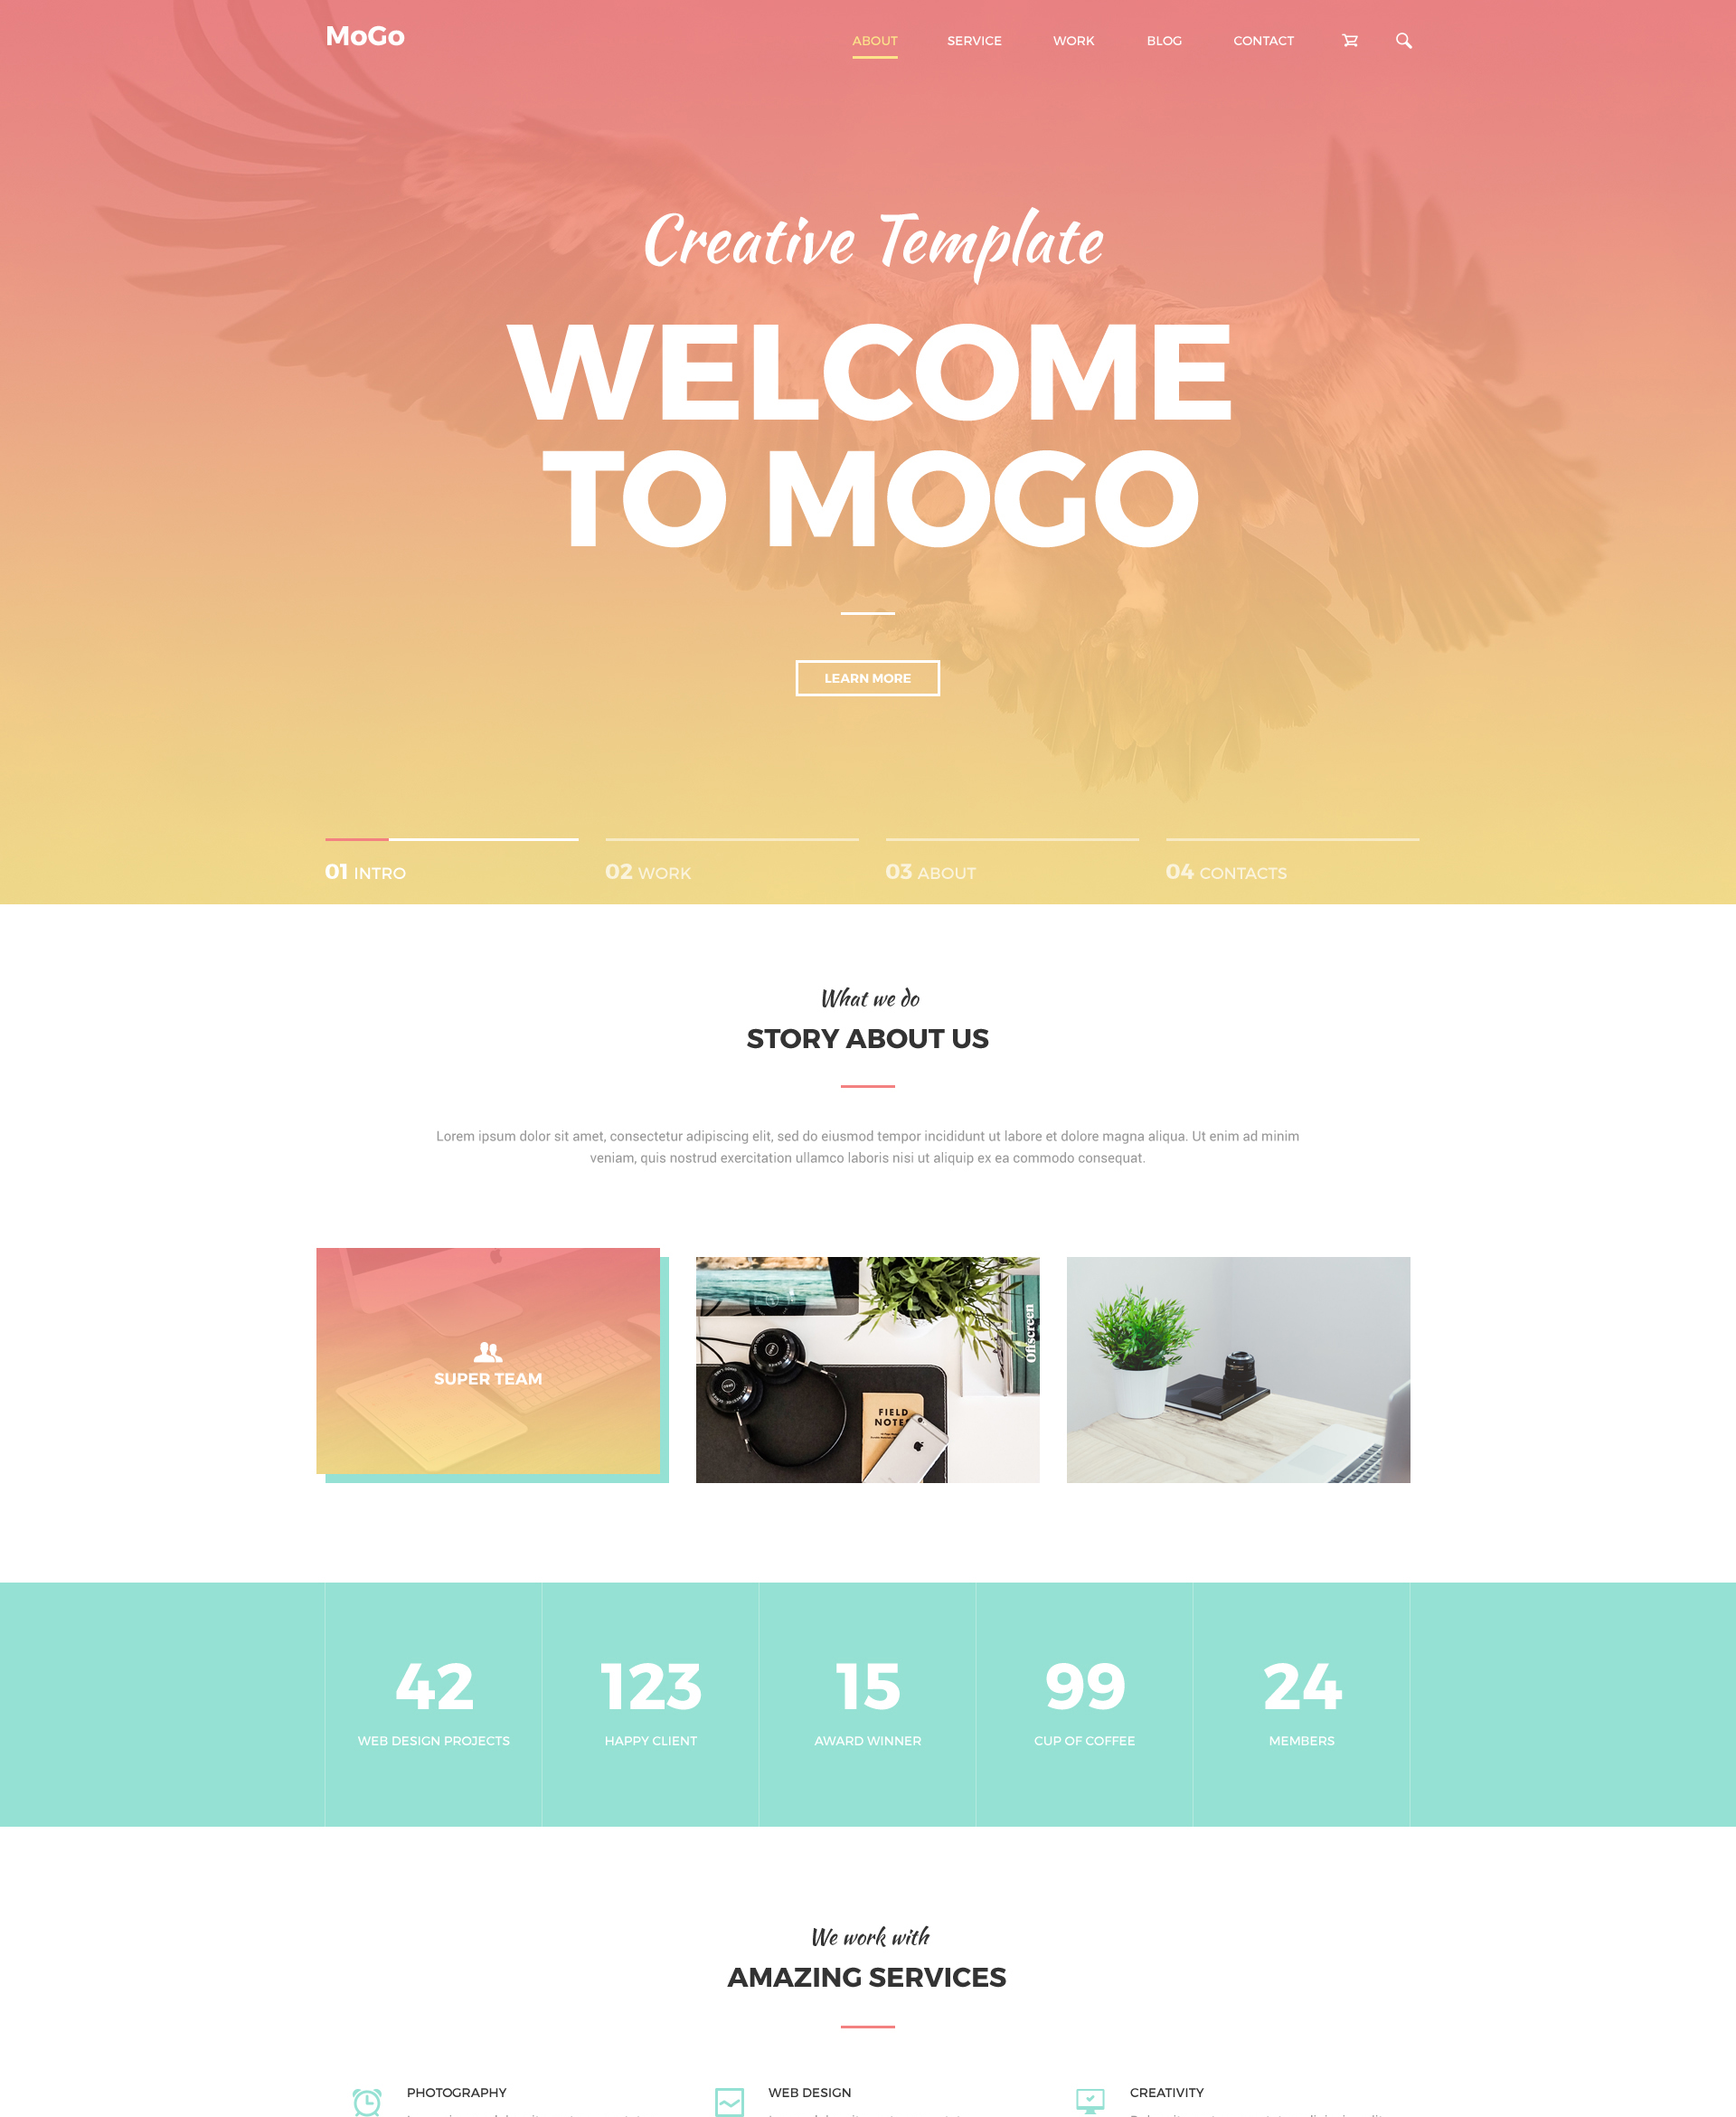 MoGo
ABOUT SERVICE WORK BLOG CONTACT
Creative Template
WELCOME
TO MOGO
LEARN MORE
01 INTRO
02 WORK
03 ABOUT
04 CONTACTS
What we do
STORY ABOUT US
Lorem ipsum dolor sit amet, consectetur adipiscing elit, sed do eiusmod tempor incididunt ut labore et dolore magna aliqua. Ut enim ad minim
veniam, quis nostrud exercitation ullamco laboris nisi ut aliquip ex ea commodo consequat.
SUPER TEAM
Offscreen
FIELD
NOTES
42
WEB DESIGN PROJECTS
123
HAPPY CLIENT
15
AWARD WINNER
99
CUP OF COFFEE
24
MEMBERS
We work with
AMAZING SERVICES
PHOTOGRAPHY
WEB DESIGN
CREATIVITY